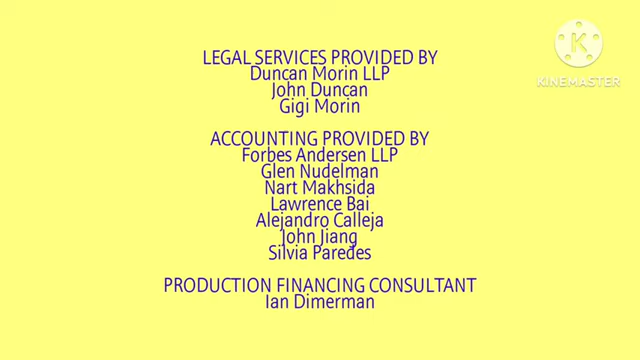 LEGAL SERVICES PROVIDED BY
Duncan Morin LLP
John Duncan
Gigi Morin
ACCOUNTING PROVIDED BY
Forbes Andersen LLP
Glen Nudelman
Nart Makhsida
Lawrence Bai
Alejandro Calleja
John Jiang
Silvia Paredes
PRODUCTION FINANCING CONSULTANT
Ian Dimerman
K
KINEMASTER